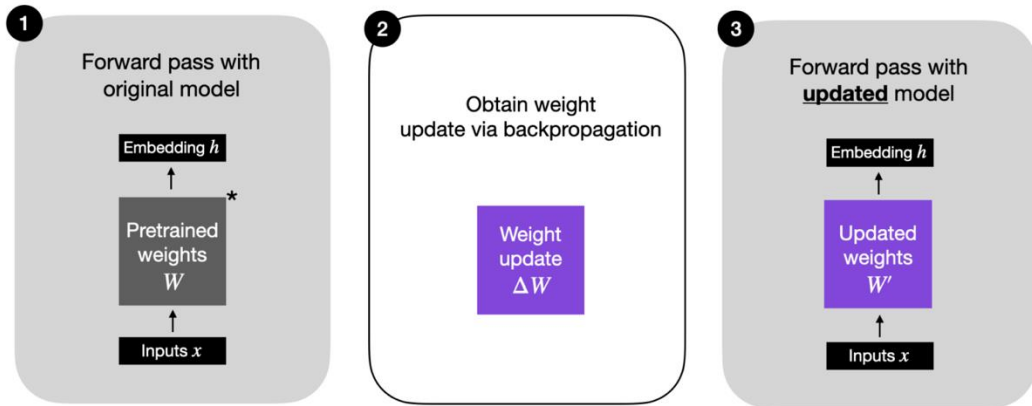 1
Forward pass with
original model
Embedding h
*
Pretrained
weights
W
Inputs x
2
Obtain weight
update via backpropagation
Weight
update
ΔW
3
Forward pass with
updated model
Embedding h
Updated
weights
W′
Inputs x